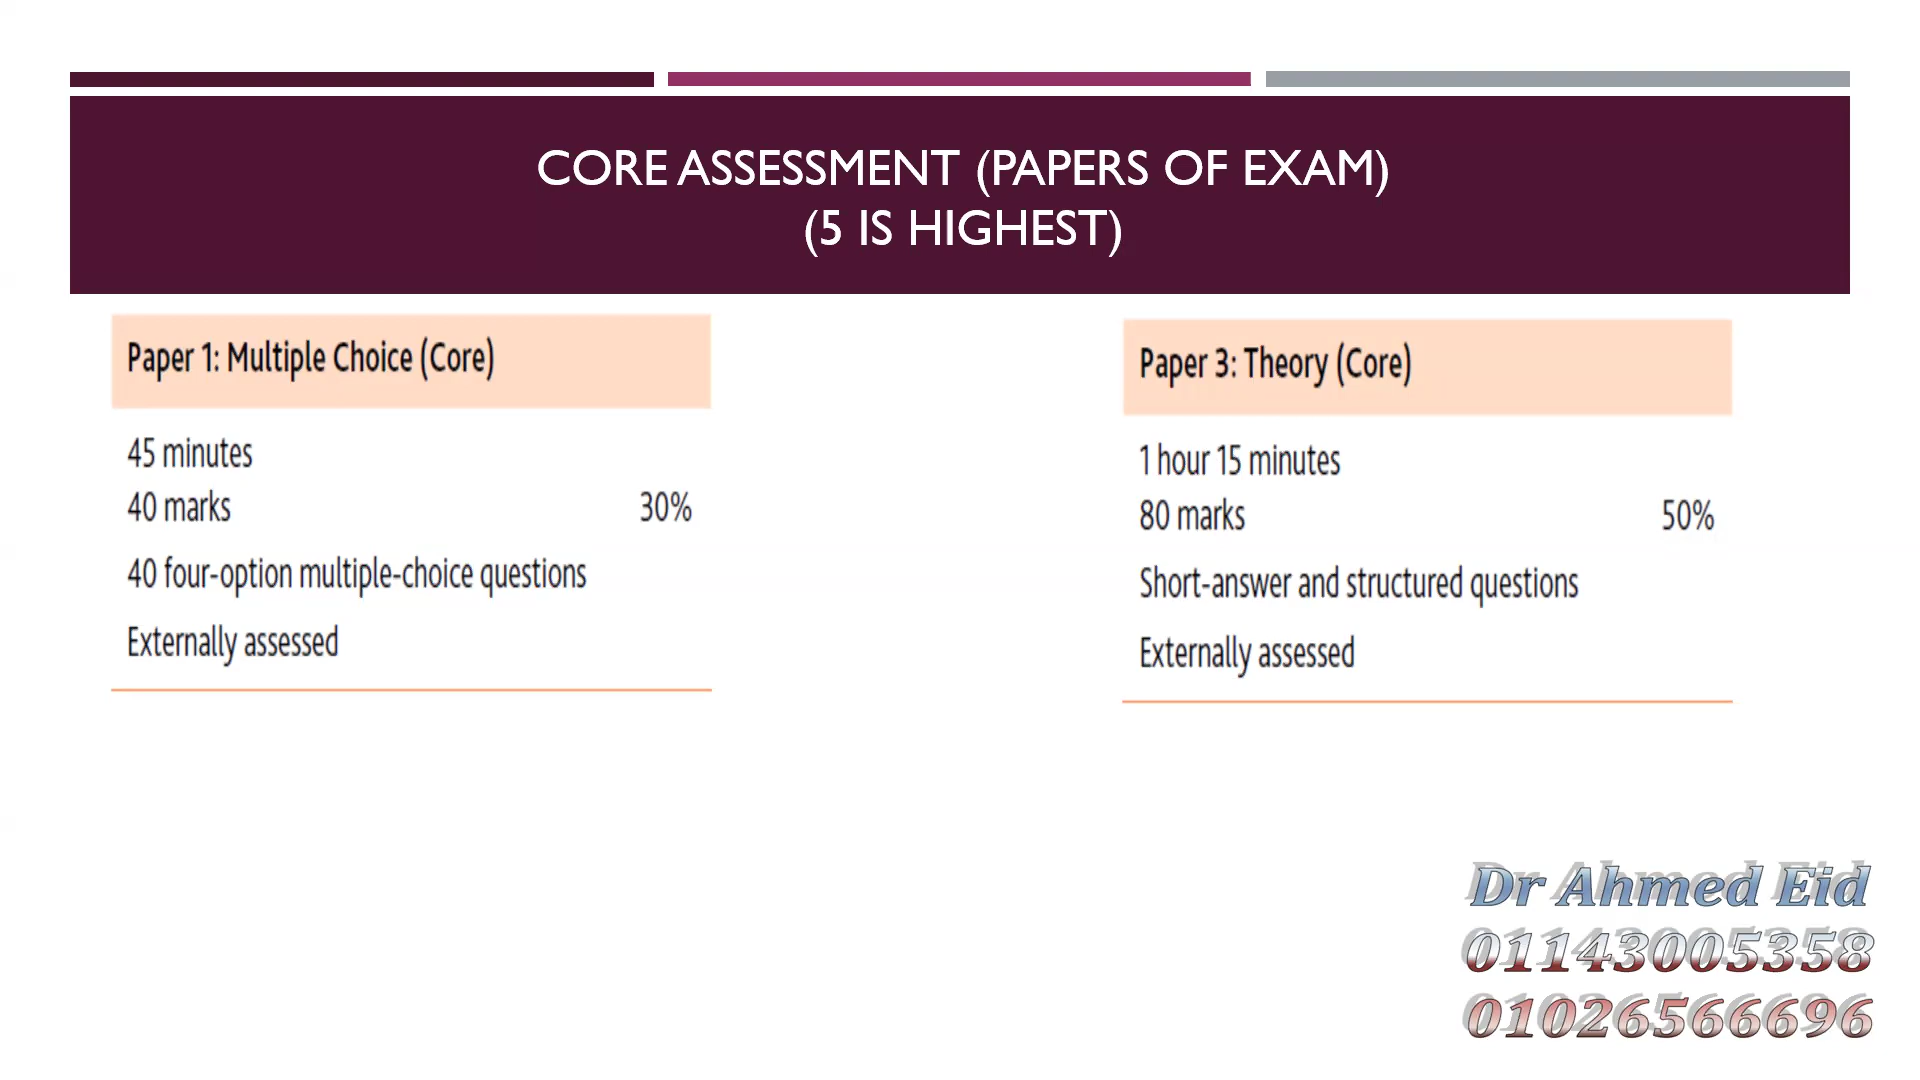 CORE ASSESSMENT (PAPERS OF EXAM)
(5 IS HIGHEST)
Paper 1: Multiple Choice (Core)
45 minutes
40 marks 30%
40 four-option multiple-choice questions
Externally assessed
Paper 3: Theory (Core)
1 hour 15 minutes
80 marks 50%
Short-answer and structured questions
Externally assessed
Dr Ahmed Eid
01143005358
01026566696